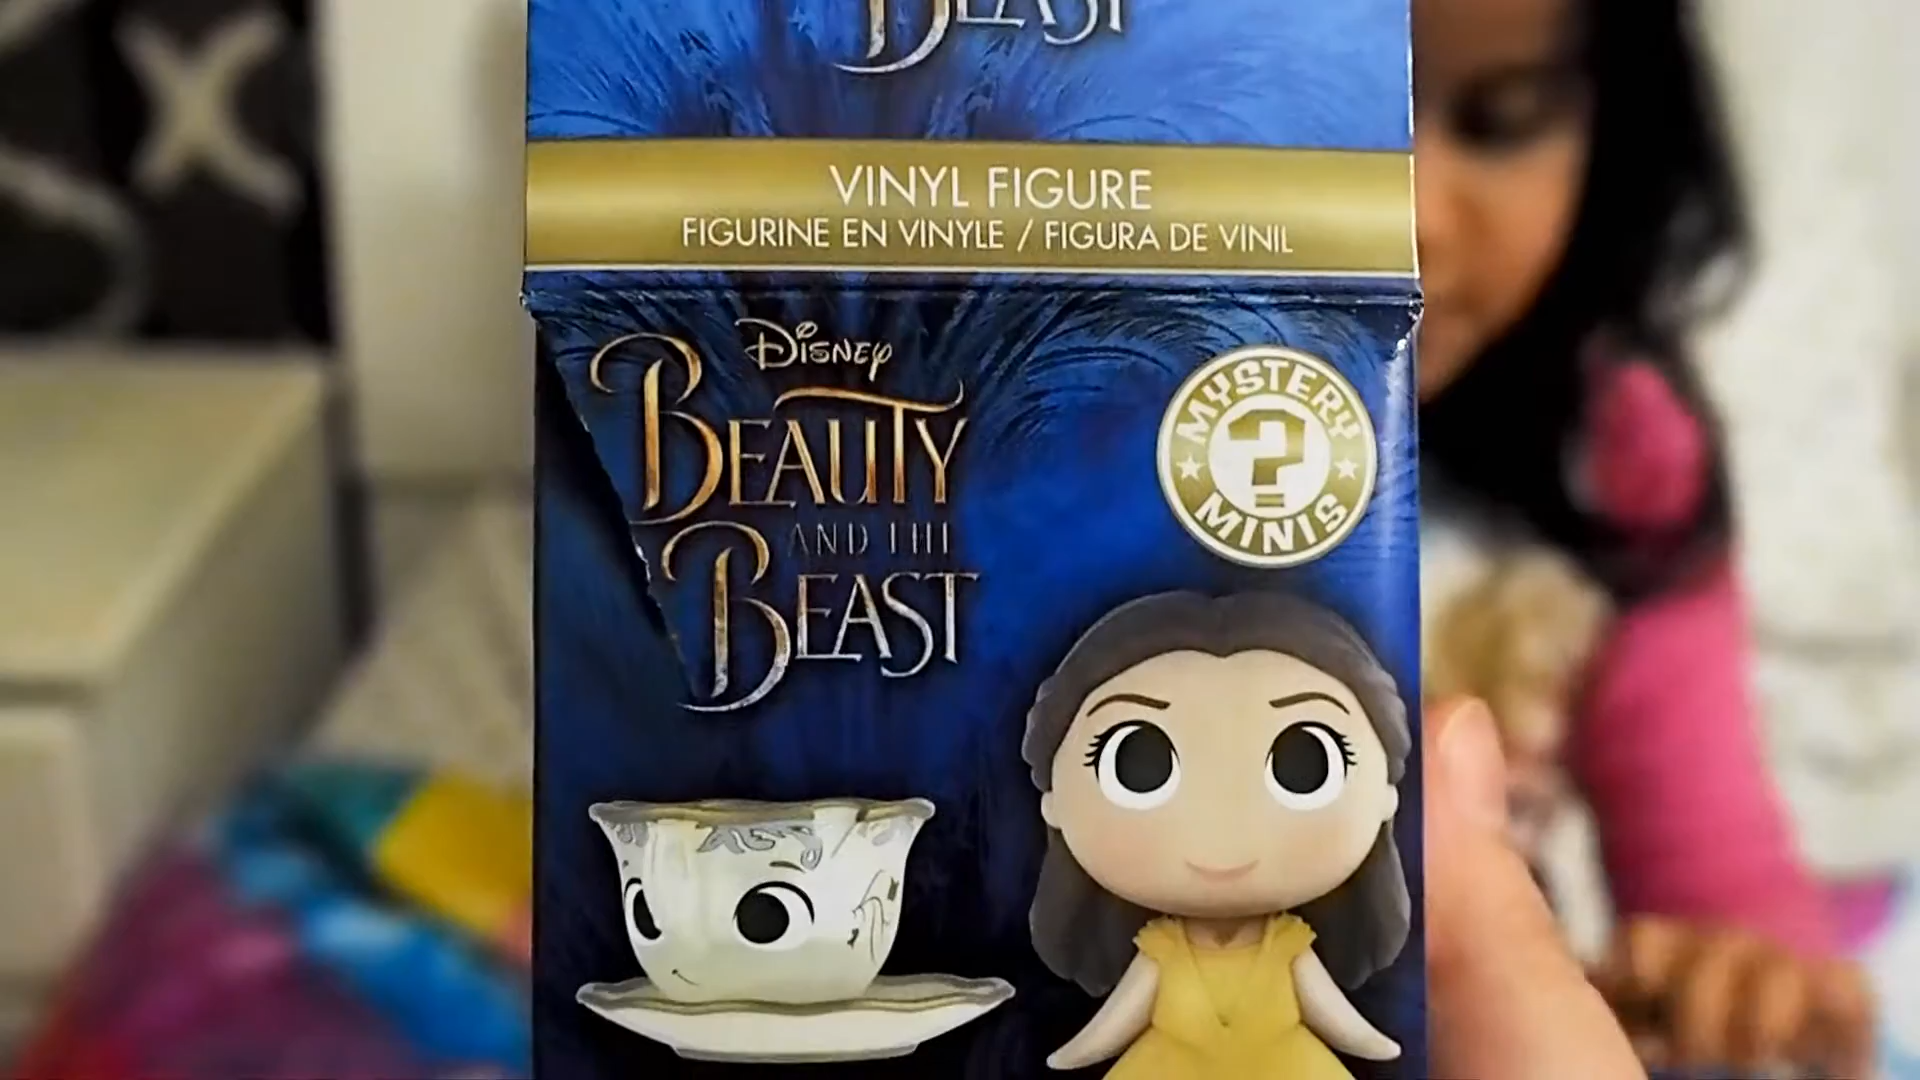 BEAST
VINYL FIGURE
FIGURINE EN VINYLE / FIGURA DE VINIL
DISNEY
BEAUTY
AND THE
BEAST
MYSTERY
?
MINIS